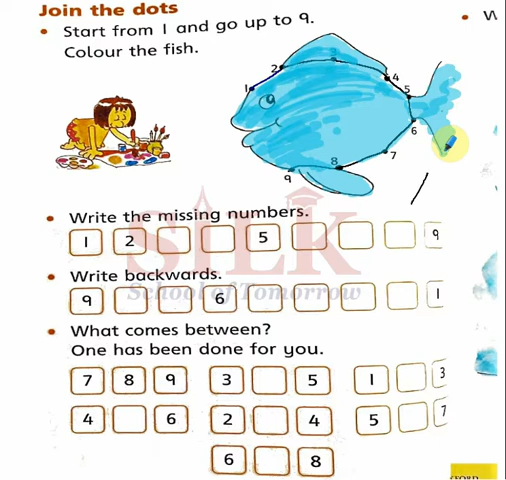 Join the dots
• Start from 1 and go up to 9.
Colour the fish.
• W
1 2 3 4 5 6 7 8 9
• Write the missing numbers.
1 2 5 9
SILK
• Write backwards.
School of Tomorrow
9 6 1
• What comes between?
One has been done for you.
7 8 9 3 5 1 3
4 6 2 4 5 7
6 8